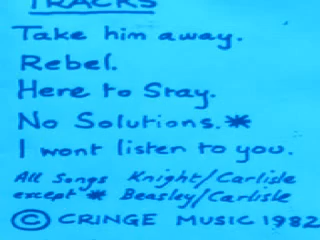 TRACKS
Take him away.
Rebel.
Here to Stay.
No Solutions.*
I wont listen to you.
All Songs Knight/Carlisle
except * Beasley/Carlisle
© CRINGE MUSIC 1982